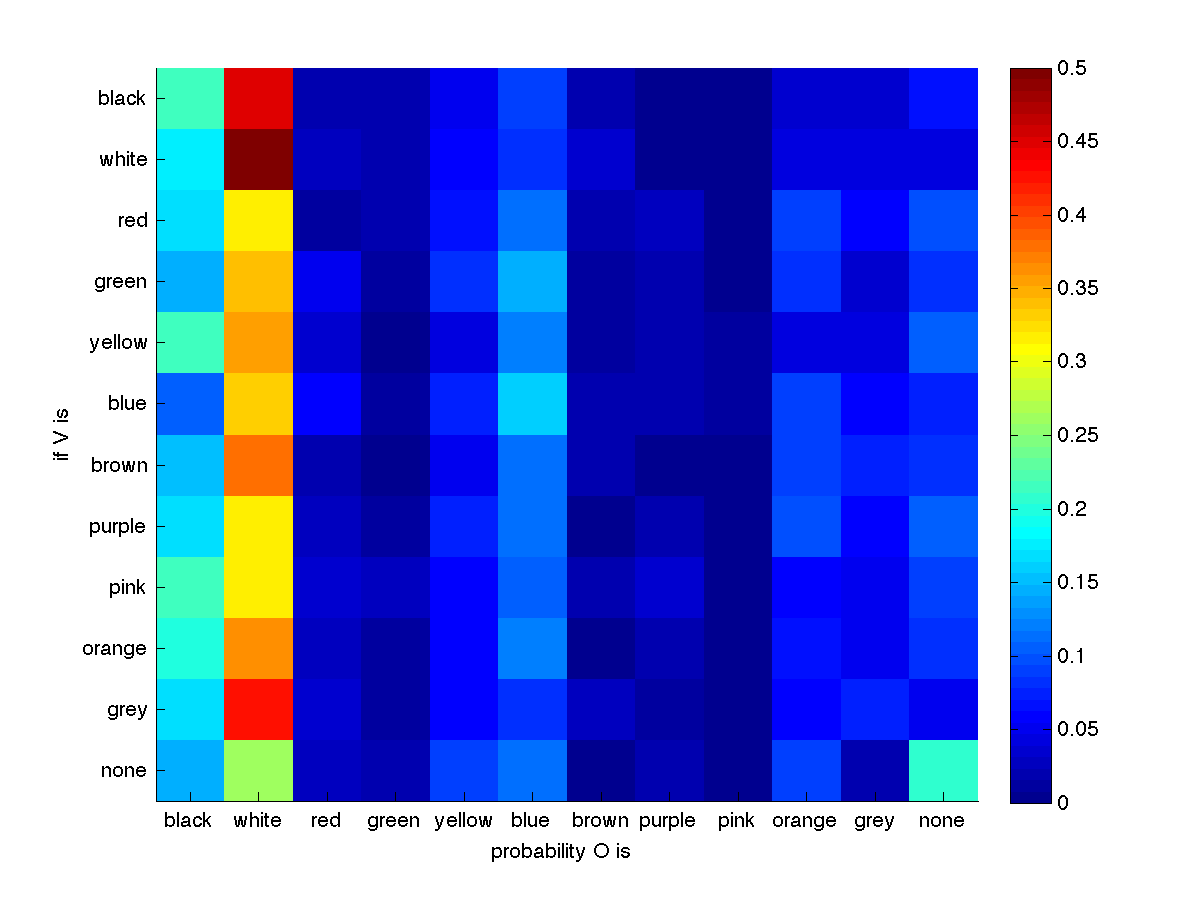 black
white
red
green
yellow
blue
brown
purple
pink
orange
grey
none
if V is
black white red green yellow blue brown purple pink orange grey none
probability O is
0.5
0.45
0.4
0.35
0.3
0.25
0.2
0.15
0.1
0.05
0